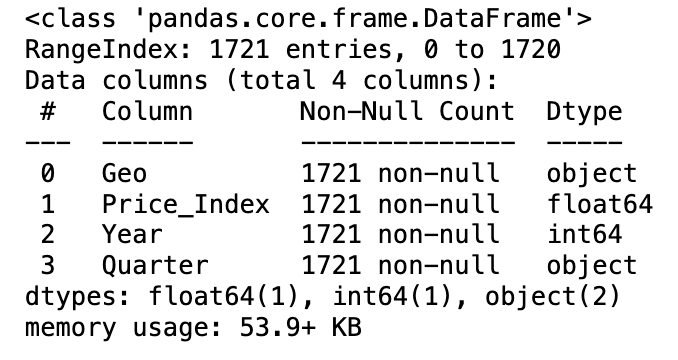 <class 'pandas.core.frame.DataFrame'>
RangeIndex: 1721 entries, 0 to 1720
Data columns (total 4 columns):
 #   Column       Non-Null Count  Dtype
---  ------       --------------  -----
 0   Geo          1721 non-null   object
 1   Price_Index  1721 non-null   float64
 2   Year         1721 non-null   int64
 3   Quarter      1721 non-null   object
dtypes: float64(1), int64(1), object(2)
memory usage: 53.9+ KB